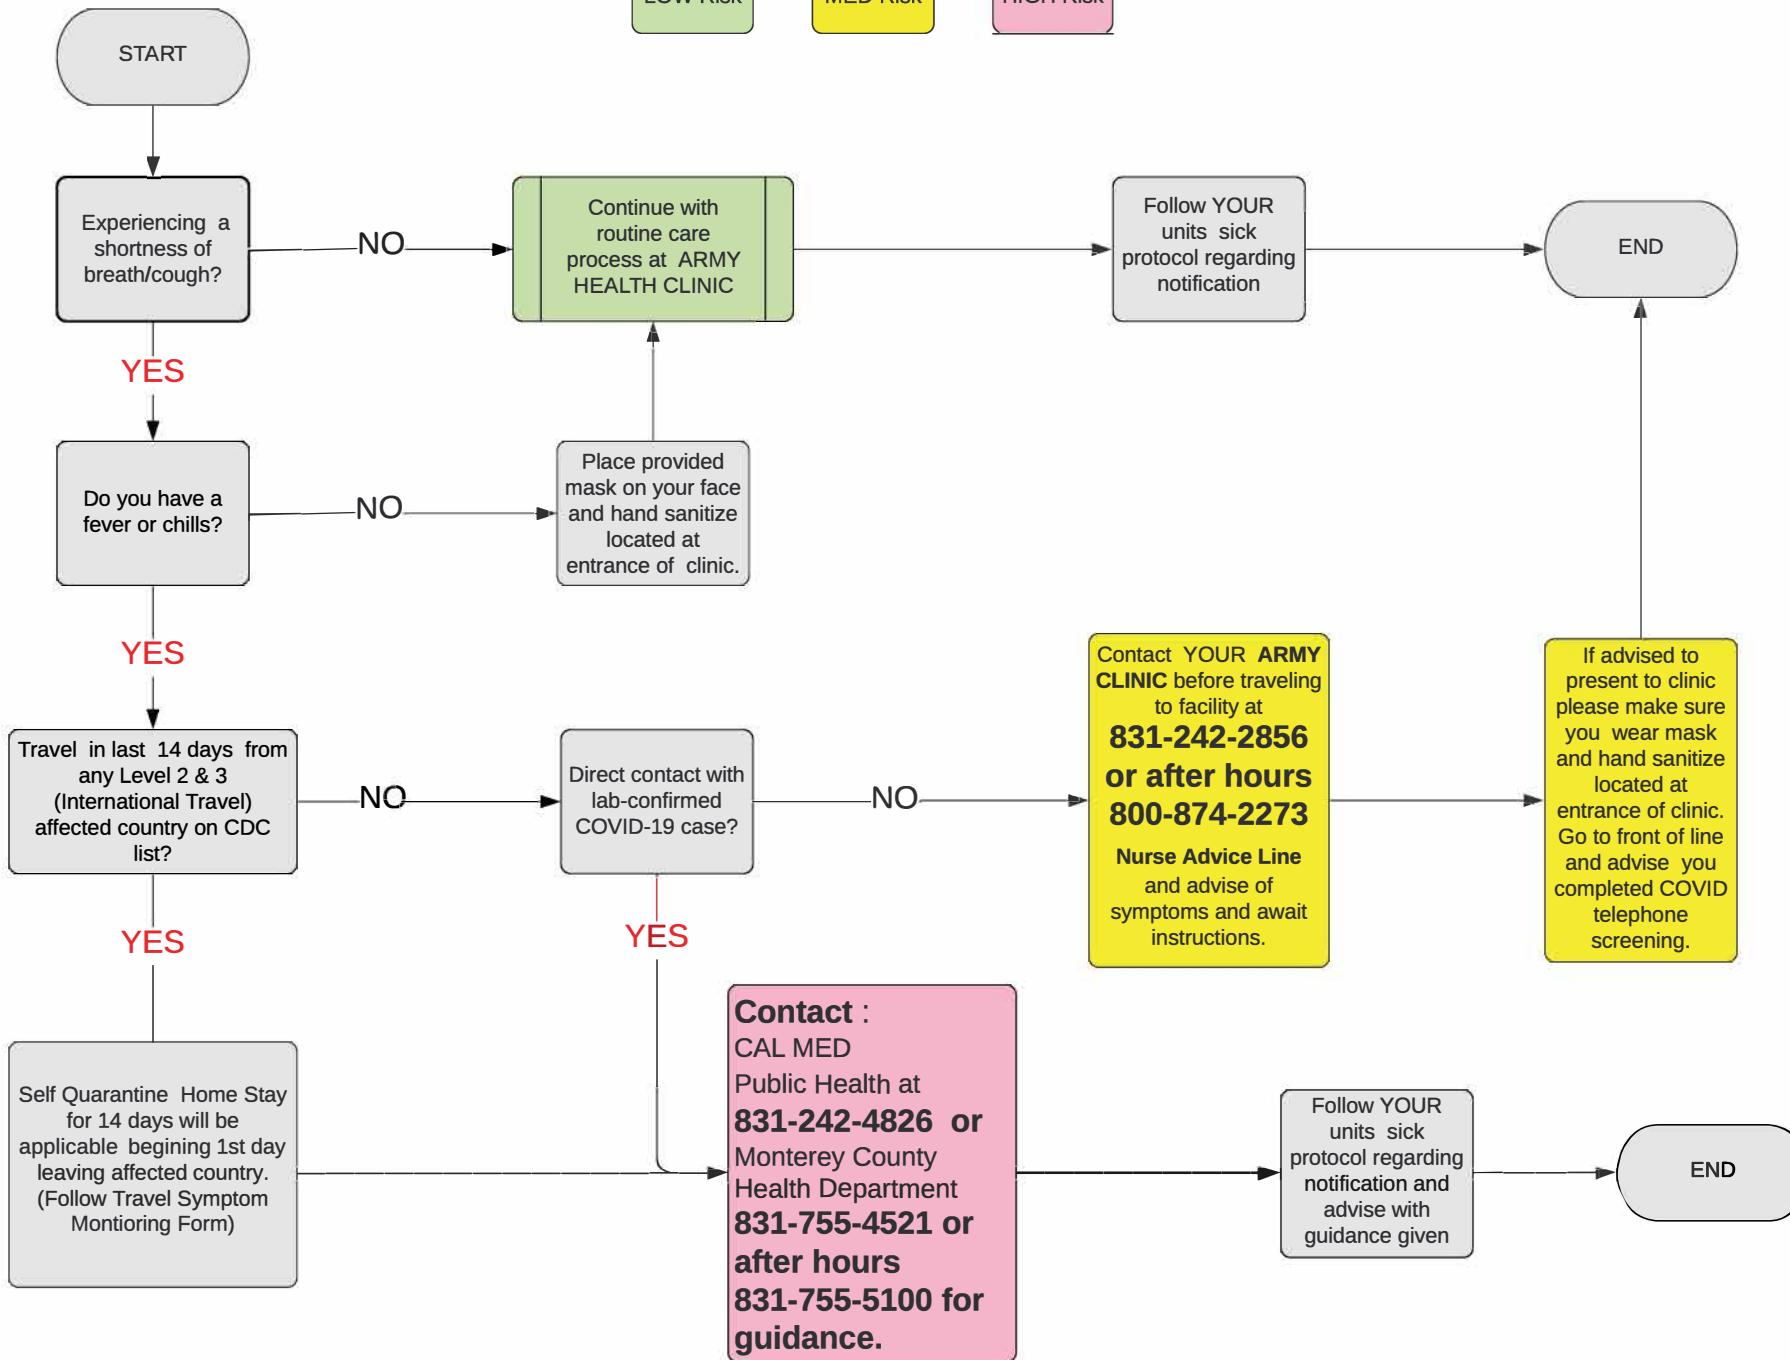 LOW Risk
MED Risk
HIGH Risk
START
Experiencing a
shortness of
breath/cough?
NO
Continue with
routine care
process at ARMY
HEALTH CLINIC
Follow YOUR
units sick
protocol regarding
notification
END
YES
Do you have a
fever or chills?
NO
Place provided
mask on your face
and hand sanitize
located at
entrance of clinic.
YES
Travel in last 14 days from
any Level 2 & 3
(International Travel)
affected country on CDC
list?
NO
Direct contact with
lab-confirmed
COVID-19 case?
NO
Contact YOUR ARMY
CLINIC before traveling
to facility at
831-242-2856
or after hours
800-874-2273
Nurse Advice Line
and advise of
symptoms and await
instructions.
If advised to
present to clinic
please make sure
you wear mask
and hand sanitize
located at
entrance of clinic.
Go to front of line
and advise you
completed COVID
telephone
screening.
YES
YES
Self Quarantine Home Stay
for 14 days will be
applicable begining 1st day
leaving affected country.
(Follow Travel Symptom
Montioring Form)
Contact :
CAL MED
Public Health at
831-242-4826 or
Monterey County
Health Department
831-755-4521 or
after hours
831-755-5100 for
guidance.
Follow YOUR
units sick
protocol regarding
notification and
advise with
guidance given
END